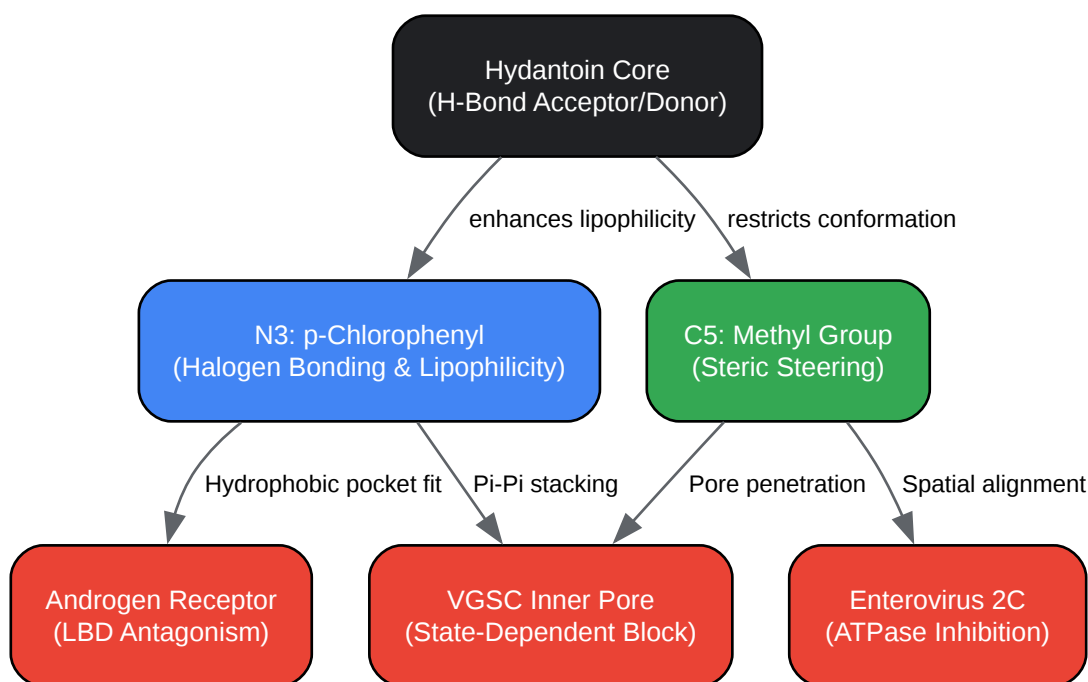 Hydantoin Core
(H-Bond Acceptor/Donor)
enhances lipophilicity
restricts conformation
N3: p-Chlorophenyl
(Halogen Bonding & Lipophilicity)
C5: Methyl Group
(Steric Steering)
Hydrophobic pocket fit
Pi-Pi stacking
Pore penetration
Spatial alignment
Androgen Receptor
(LBD Antagonism)
VGSC Inner Pore
(State-Dependent Block)
Enterovirus 2C
(ATPase Inhibition)